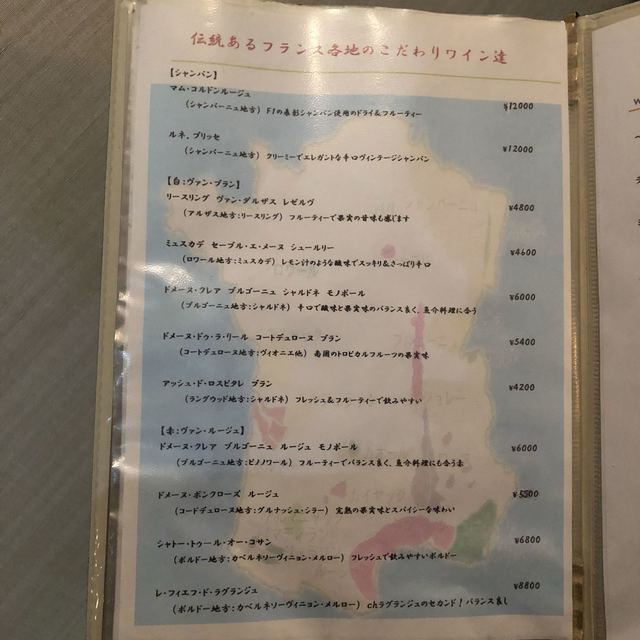 伝統あるフランス各地のこだわりワイン達
【シャンパン】
マム・コルドンルージュ ¥12000
(シャンパーニュ地方) F1の表彰シャンパン使用のドライ&フルーティー
ルネ、ブリッセ ¥12000
(シャンパーニュ地方) クリーミーでエレガントな辛口ヴィンテージシャンパン
【白:ヴァン・ブラン】
リースリング ヴァン・ダルザス レゼルヴ ¥4800
(アルザス地方:リースリング) フルーティーで果実の甘味も感じます
ミュスカデ セーブル・エ・メーヌ シュールリー ¥4600
(ロワール地方:ミュスカデ) レモン汁のような酸味でスッキリ&さっぱり辛口
ドメーヌ・クレア ブルゴーニュ シャルドネ モノポール ¥6000
(ブルゴーニュ地方:シャルドネ) 辛口で酸味と果実味のバランス良く、魚介料理に合う
ドメーヌ・ドゥ・ラ・リール コートデュローヌ ブラン ¥5400
(コートデュローヌ地方:ヴィオニエ他) 南国のトロピカルフルーツの果実味
アッシュ・ド・ロスピタレ ブラン ¥4200
(ラングウッド地方:シャルドネ) フレッシュ&フルーティーで飲みやすい
【赤:ヴァン・ルージュ】
ドメーヌ・クレア ブルゴーニュ ルージュ モノポール ¥6000
(ブルゴーニュ地方:ピノノワール) フルーティーでバランス良く、魚介料理にも合う赤
ドメーヌ・ボンクローズ ルージュ
(コードデュローヌ地方:グルナッシュ・シラー) 完熟の果実味とスパイシーな味わい
シャトー・トゥール・オー・コサン ¥6800
(ボルドー地方:カベルネソーヴィニョン・メルロー) フレッシュで飲みやすいボルドー
レ・フィエフ・ド・ラグランジュ ¥8800
(ボルドー地方:カベルネソーヴィニョン・メルロー) chラグランジュのセカンド!バランス良し